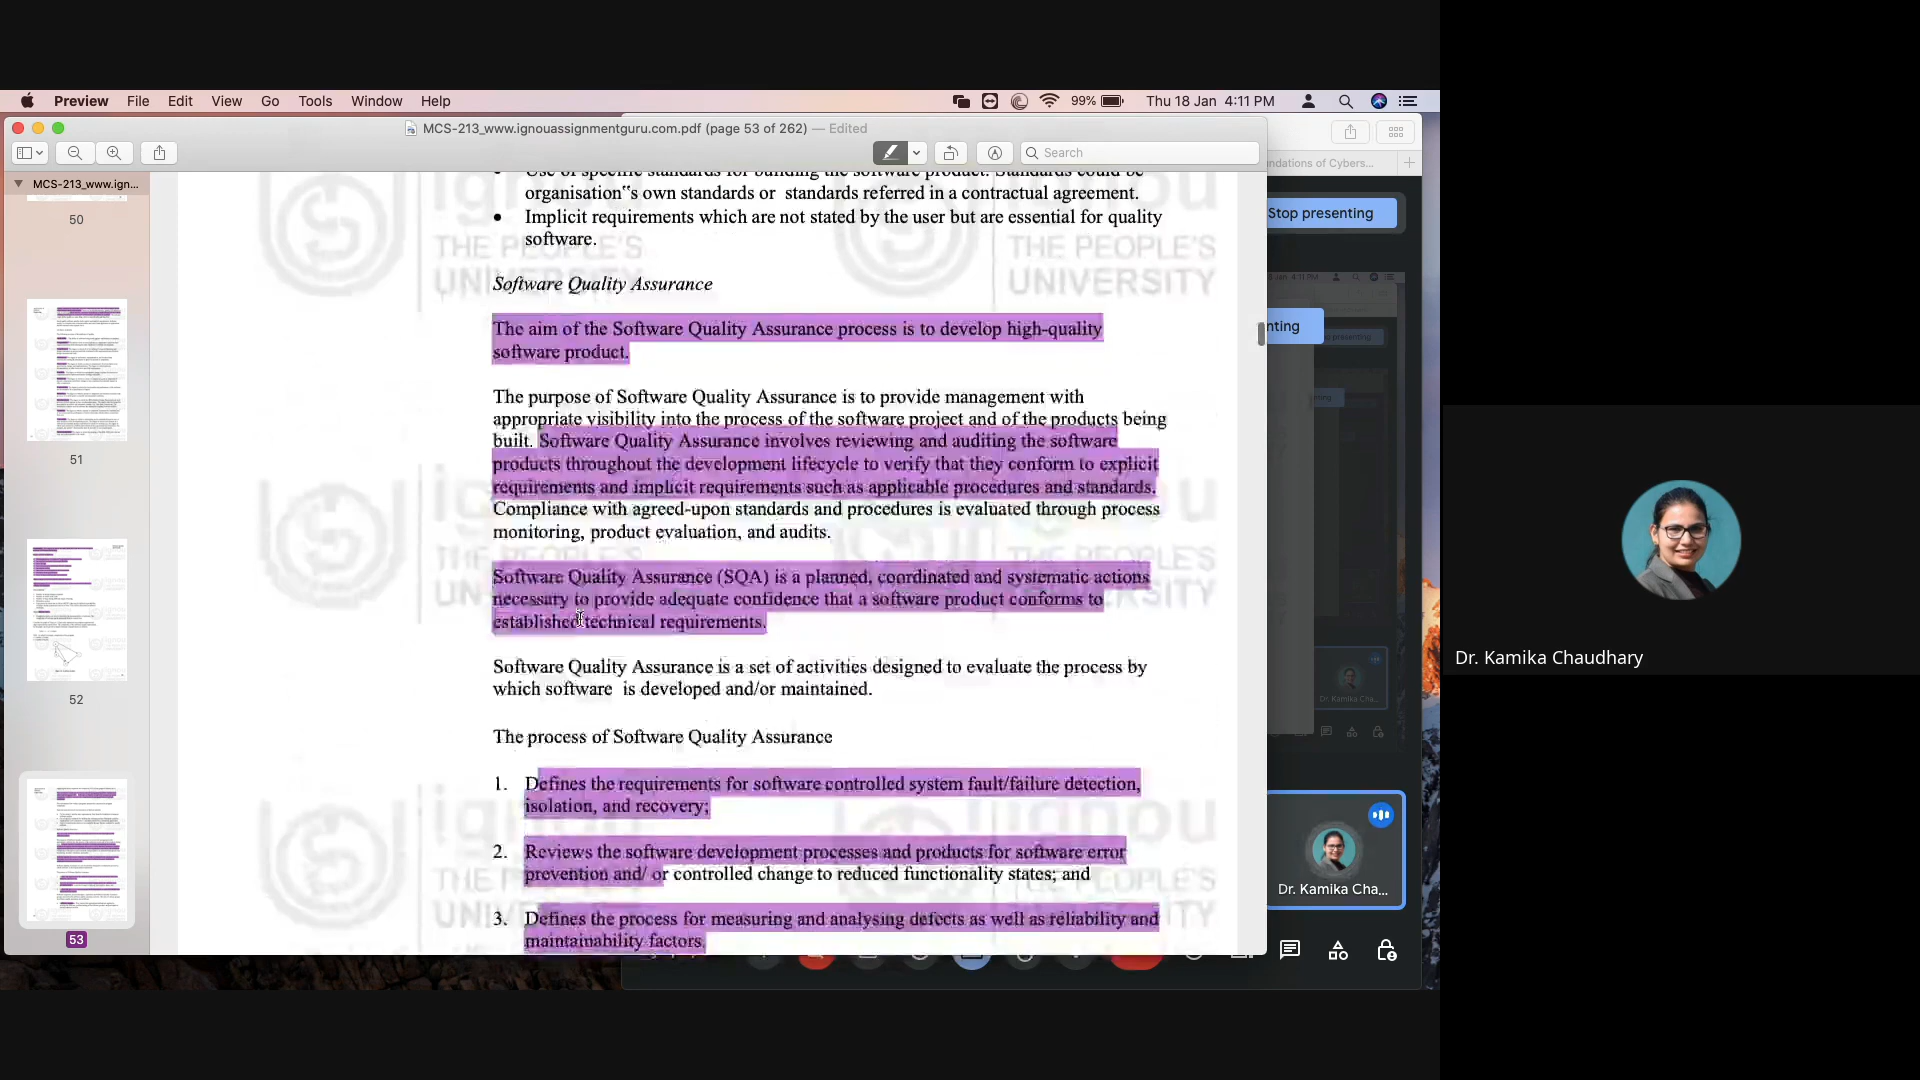 Preview File Edit View Go Tools Window Help 99% Thu 18 Jan 4:11 PM
MCS-213_www.ignouassignmentguru.com.pdf (page 53 of 262) — Edited
Search
MCS-213_www.ign...
50
51
52
53
organisation‟s own standards or standards referred in a contractual agreement.
• Implicit requirements which are not stated by the user but are essential for quality
software.
Software Quality Assurance
The aim of the Software Quality Assurance process is to develop high-quality
software product.
The purpose of Software Quality Assurance is to provide management with
appropriate visibility into the process of the software project and of the products being
built. Software Quality Assurance involves reviewing and auditing the software
products throughout the development lifecycle to verify that they conform to explicit
requirements and implicit requirements such as applicable procedures and standards.
Compliance with agreed-upon standards and procedures is evaluated through process
monitoring, product evaluation, and audits.
Software Quality Assurance (SQA) is a planned, coordinated and systematic actions
necessary to provide adequate confidence that a software product conforms to
established technical requirements.
Software Quality Assurance is a set of activities designed to evaluate the process by
which software is developed and/or maintained.
The process of Software Quality Assurance
1. Defines the requirements for software controlled system fault/failure detection,
isolation, and recovery;
2. Reviews the software development processes and products for software error
prevention and/ or controlled change to reduced functionality states; and
3. Defines the process for measuring and analysing defects as well as reliability and
maintainability factors.
ignou
THE PEOPLE'S
UNIVERSITY
ndations of Cybers...
Stop presenting
nting
Dr. Kamika Cha...
Dr. Kamika Cha...
Dr. Kamika Chaudhary